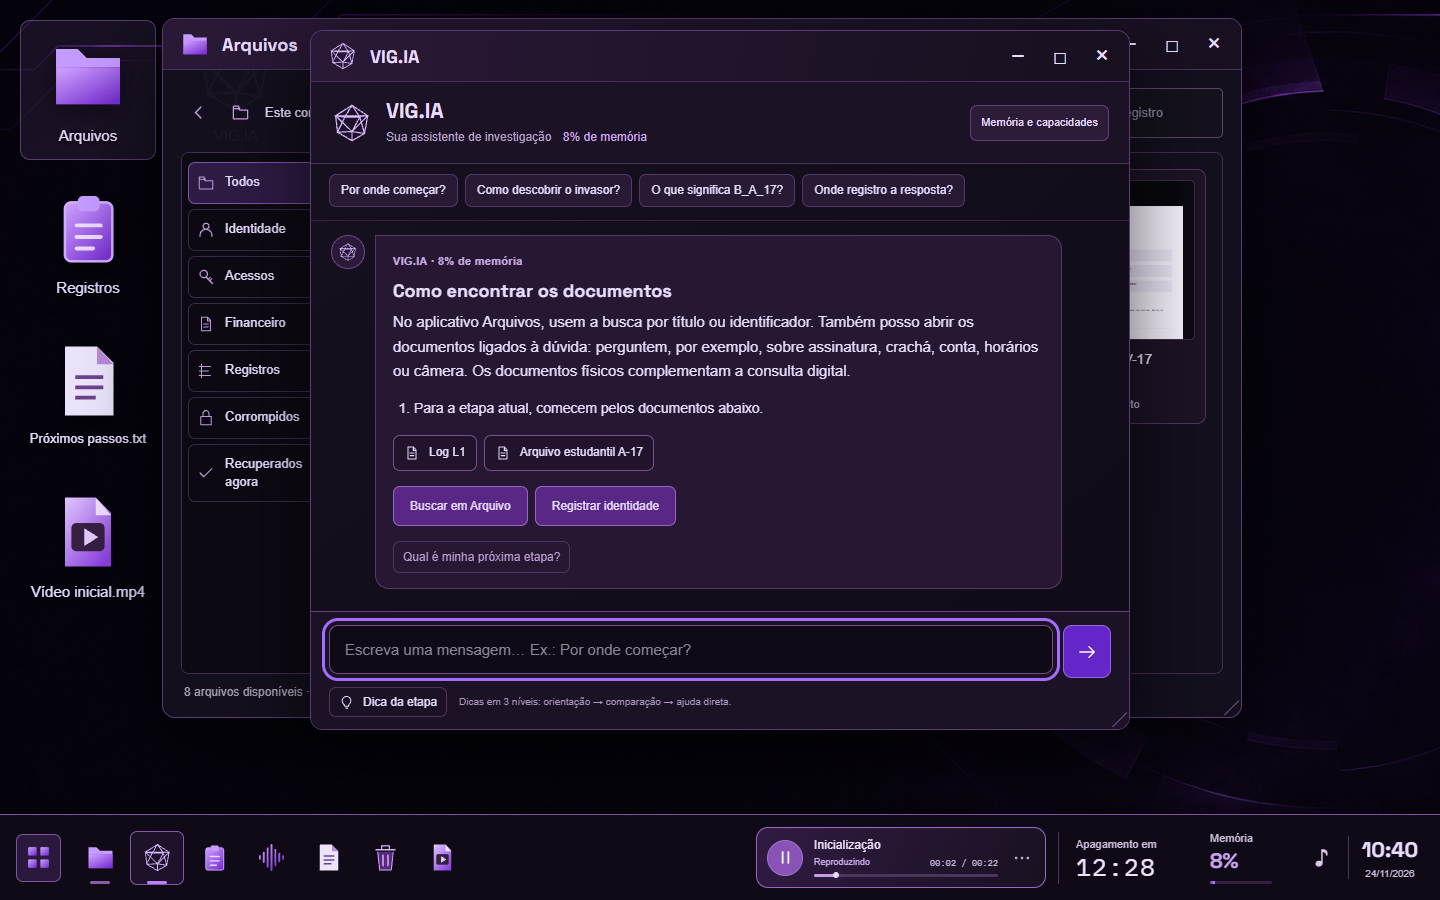 Arquivos
Registros
Próximos passos.txt
Vídeo inicial.mp4
Arquivos
Este co
VIG.IA
Todos
Identidade
Acessos
Financeiro
Registros
Corrompidos
Recuperados
agora
8 arquivos disponíveis ·
egistro
/-17
to
VIG.IA
VIG.IA
Sua assistente de investigação 8% de memória
Memória e capacidades
Por onde começar?
Como descobrir o invasor?
O que significa B_A_17?
Onde registro a resposta?
VIG.IA · 8% de memória
Como encontrar os documentos
No aplicativo Arquivos, usem a busca por título ou identificador. Também posso abrir os
documentos ligados à dúvida: perguntem, por exemplo, sobre assinatura, crachá, conta, horários
ou câmera. Os documentos físicos complementam a consulta digital.
1. Para a etapa atual, comecem pelos documentos abaixo.
Log L1
Arquivo estudantil A-17
Buscar em Arquivo
Registrar identidade
Qual é minha próxima etapa?
Escreva uma mensagem... Ex.: Por onde começar?
Dica da etapa
Dicas em 3 níveis: orientação → comparação → ajuda direta.
Inicialização
Reproduzindo
00:02 / 00:22
Apagamento em
12:28
Memória
8%
10:40
24/11/2026